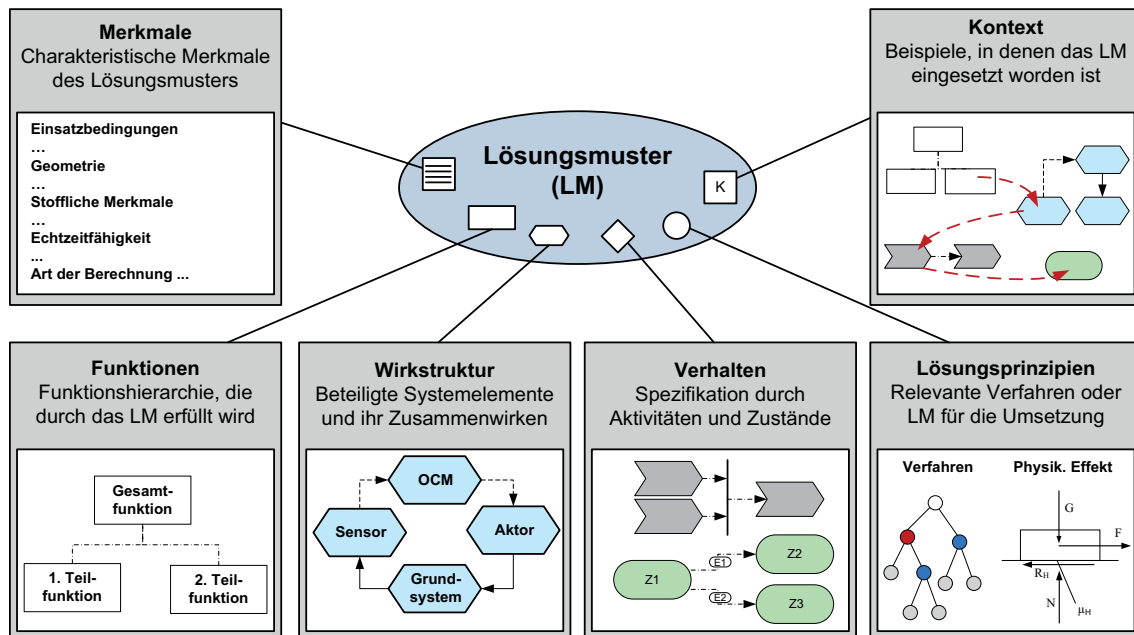 Merkmale
Charakteristische Merkmale
des Lösungsmusters
Einsatzbedingungen
...
Geometrie
...
Stoffliche Merkmale
...
Echtzeitfähigkeit
...
Art der Berechnung ...
Lösungsmuster
(LM)
K
Kontext
Beispiele, in denen das LM
eingesetzt worden ist
Funktionen
Funktionshierarchie, die
durch das LM erfüllt wird
Gesamt-
funktion
1. Teil-
funktion
2. Teil-
funktion
Wirkstruktur
Beteiligte Systemelemente
und ihr Zusammenwirken
OCM
Sensor
Aktor
Grund-
system
Verhalten
Spezifikation durch
Aktivitäten und Zustände
Z1
E1
E2
Z2
Z3
Lösungsprinzipien
Relevante Verfahren oder
LM für die Umsetzung
Verfahren
Physik. Effekt
G
F
R_H
N
μ_H